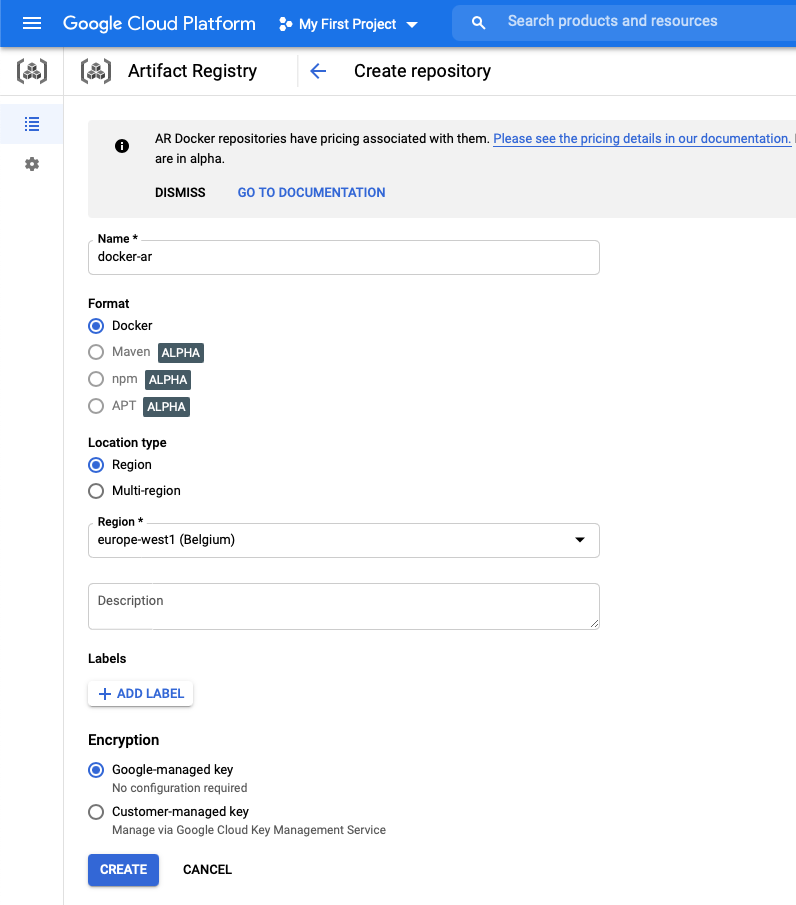 Google Cloud Platform My First Project Search products and resources
Artifact Registry Create repository
AR Docker repositories have pricing associated with them. Please see the pricing details in our documentation.
are in alpha.
DISMISS GO TO DOCUMENTATION
Name *
docker-ar
Format
Docker
Maven ALPHA
npm ALPHA
APT ALPHA
Location type
Region
Multi-region
Region *
europe-west1 (Belgium)
Description
Labels
+ ADD LABEL
Encryption
Google-managed key
No configuration required
Customer-managed key
Manage via Google Cloud Key Management Service
CREATE CANCEL